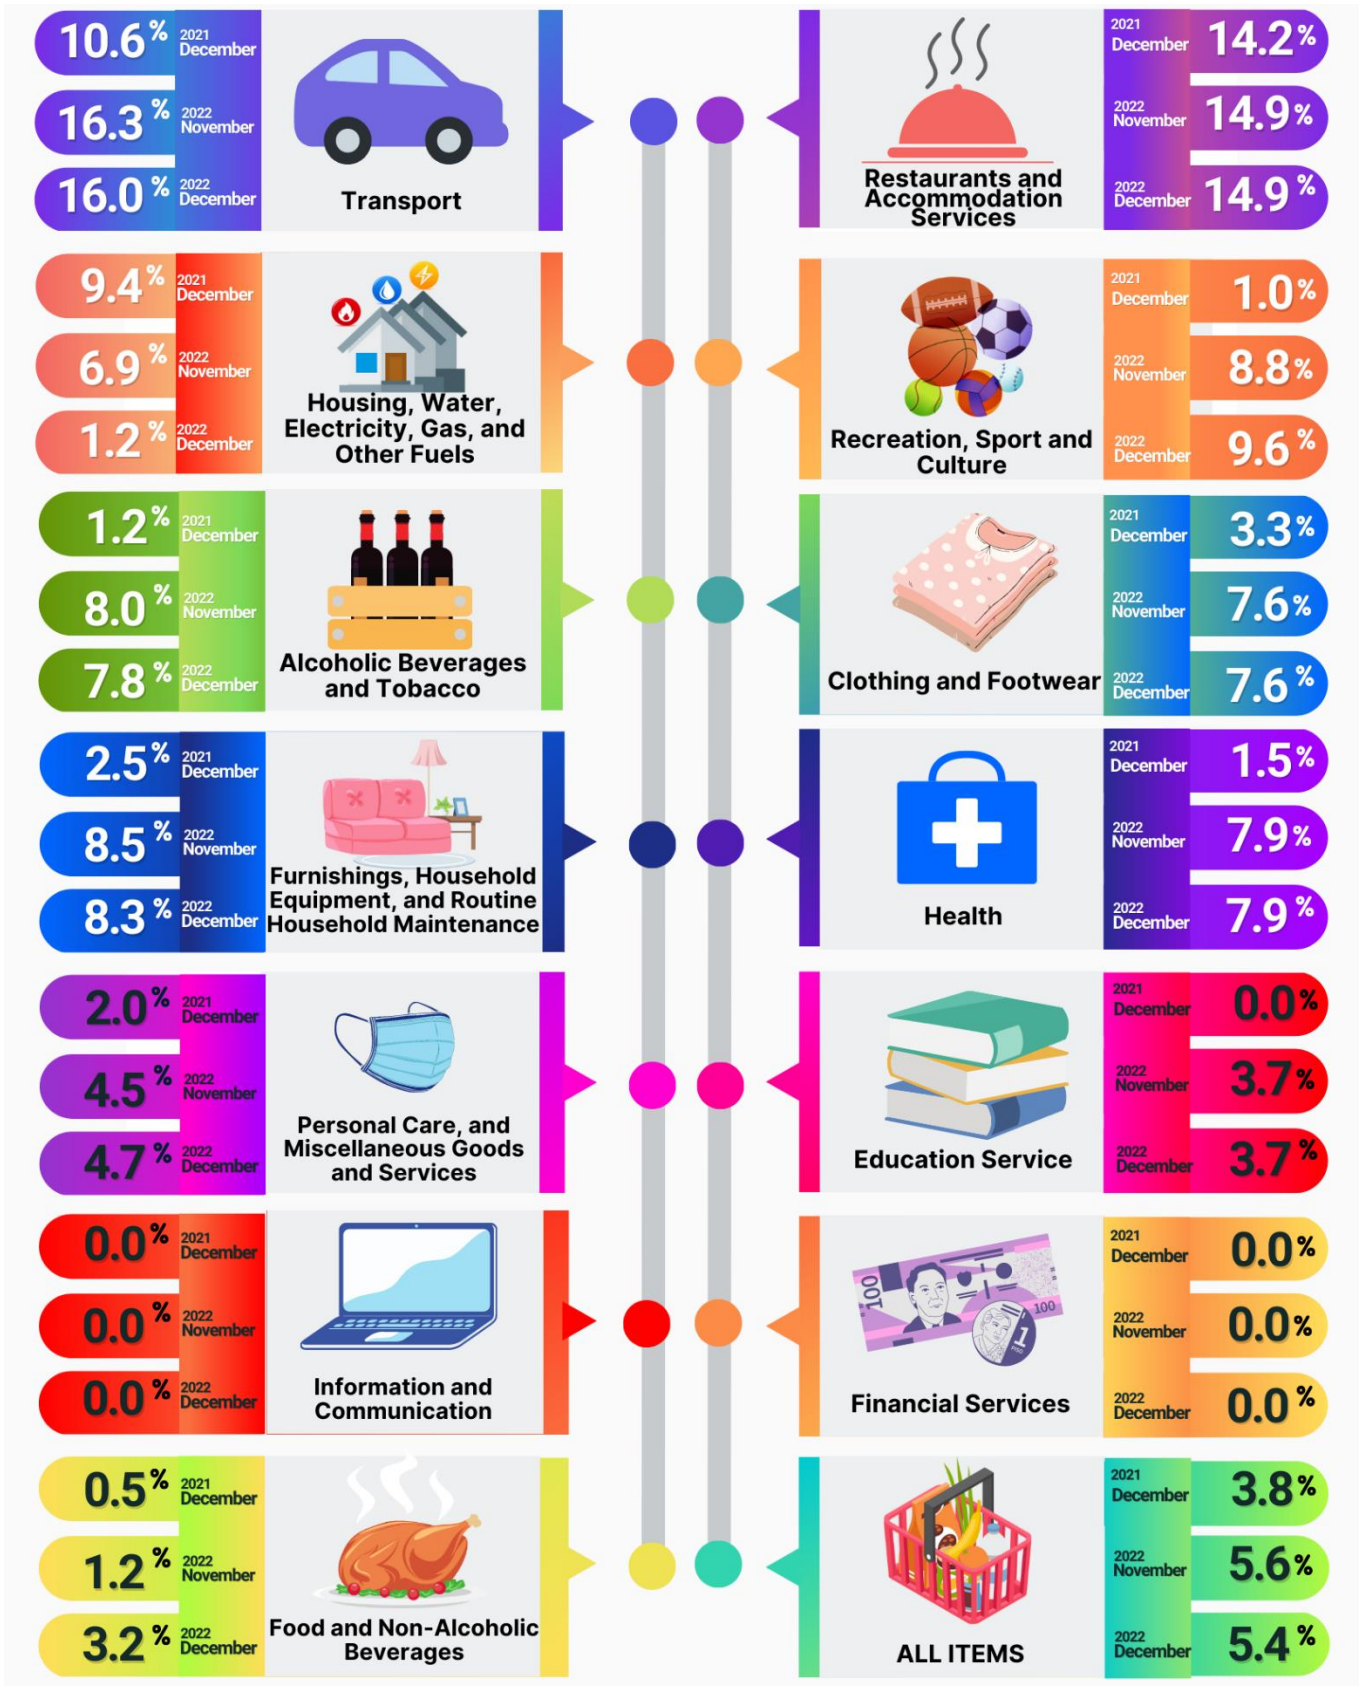 10.6%
2021
December
16.3%
2022
November
16.0%
2022
December
Transport
2021
December
14.2%
2022
November
14.9%
2022
December
14.9%
Restaurants and
Accommodation
Services
9.4%
2021
December
6.9%
2022
November
1.2%
2022
December
Housing, Water,
Electricity, Gas, and
Other Fuels
2021
December
1.0%
2022
November
8.8%
2022
December
9.6%
Recreation, Sport and
Culture
1.2%
2021
December
8.0%
2022
November
7.8%
2022
December
Alcoholic Beverages
and Tobacco
2021
December
3.3%
2022
November
7.6%
2022
December
7.6%
Clothing and Footwear
2.5%
2021
December
8.5%
2022
November
8.3%
2022
December
Furnishings, Household
Equipment, and Routine
Household Maintenance
2021
December
1.5%
2022
November
7.9%
2022
December
7.9%
Health
2.0%
2021
December
4.5%
2022
November
4.7%
2022
December
Personal Care, and
Miscellaneous Goods
and Services
2021
December
0.0%
2022
November
3.7%
2022
December
3.7%
Education Service
0.0%
2021
December
0.0%
2022
November
0.0%
2022
December
Information and
Communication
2021
December
0.0%
2022
November
0.0%
2022
December
0.0%
100
100
1
PISO
Financial Services
0.5%
2021
December
1.2%
2022
November
3.2%
2022
December
Food and Non-Alcoholic
Beverages
2021
December
3.8%
2022
November
5.6%
2022
December
5.4%
ALL ITEMS